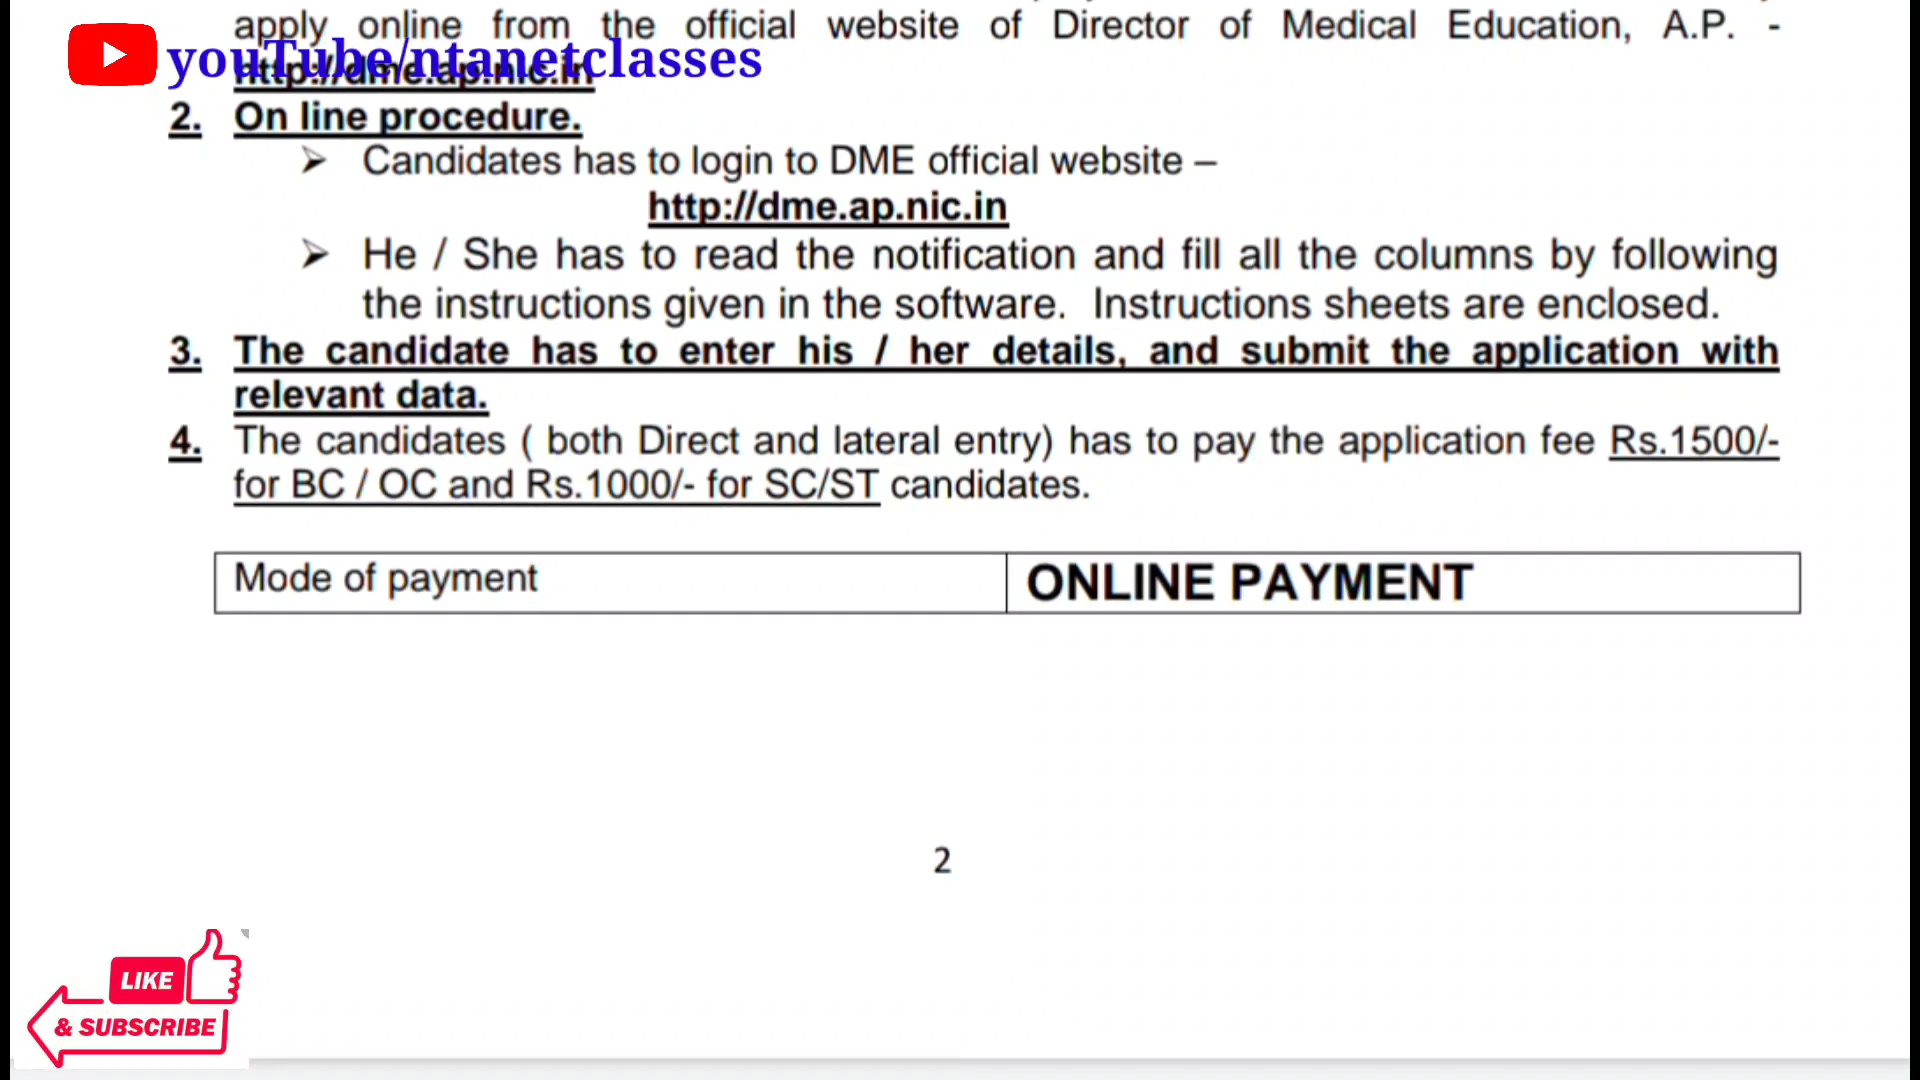 apply online from the official website of Director of Medical Education, A.P. -
youTube/ntanetclasses
http://dme.ap.nic.in
2. On line procedure.
➢ Candidates has to login to DME official website –
http://dme.ap.nic.in
➢ He / She has to read the notification and fill all the columns by following
the instructions given in the software. Instructions sheets are enclosed.
3. The candidate has to enter his / her details, and submit the application with
relevant data.
4. The candidates ( both Direct and lateral entry) has to pay the application fee Rs.1500/-
for BC / OC and Rs.1000/- for SC/ST candidates.
Mode of payment ONLINE PAYMENT
2
LIKE
& SUBSCRIBE